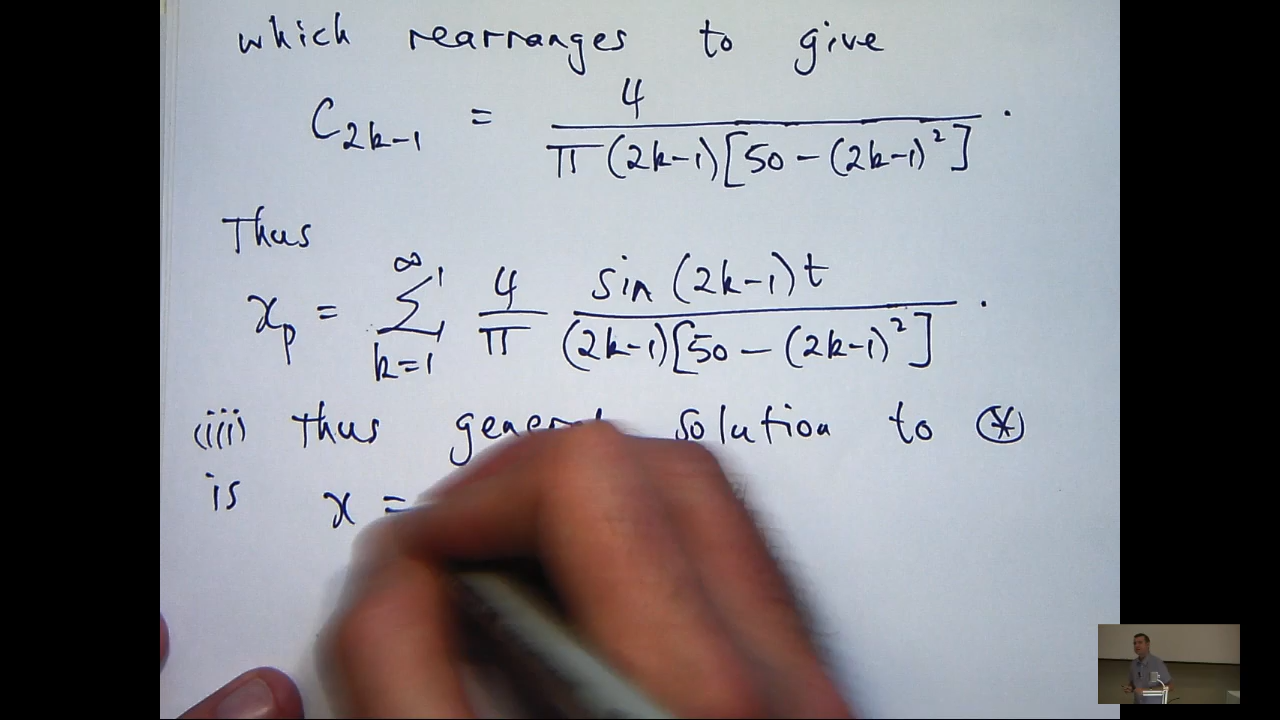 which rearranges to give
C_{2k-1} = 4 / π(2k-1)[50-(2k-1)²] .
Thus
x_p = ∑_{k=1}^{∞} 4/π sin(2k-1)t / (2k-1)[50-(2k-1)²] .
(iii) Thus general solution to ⊛
is x =